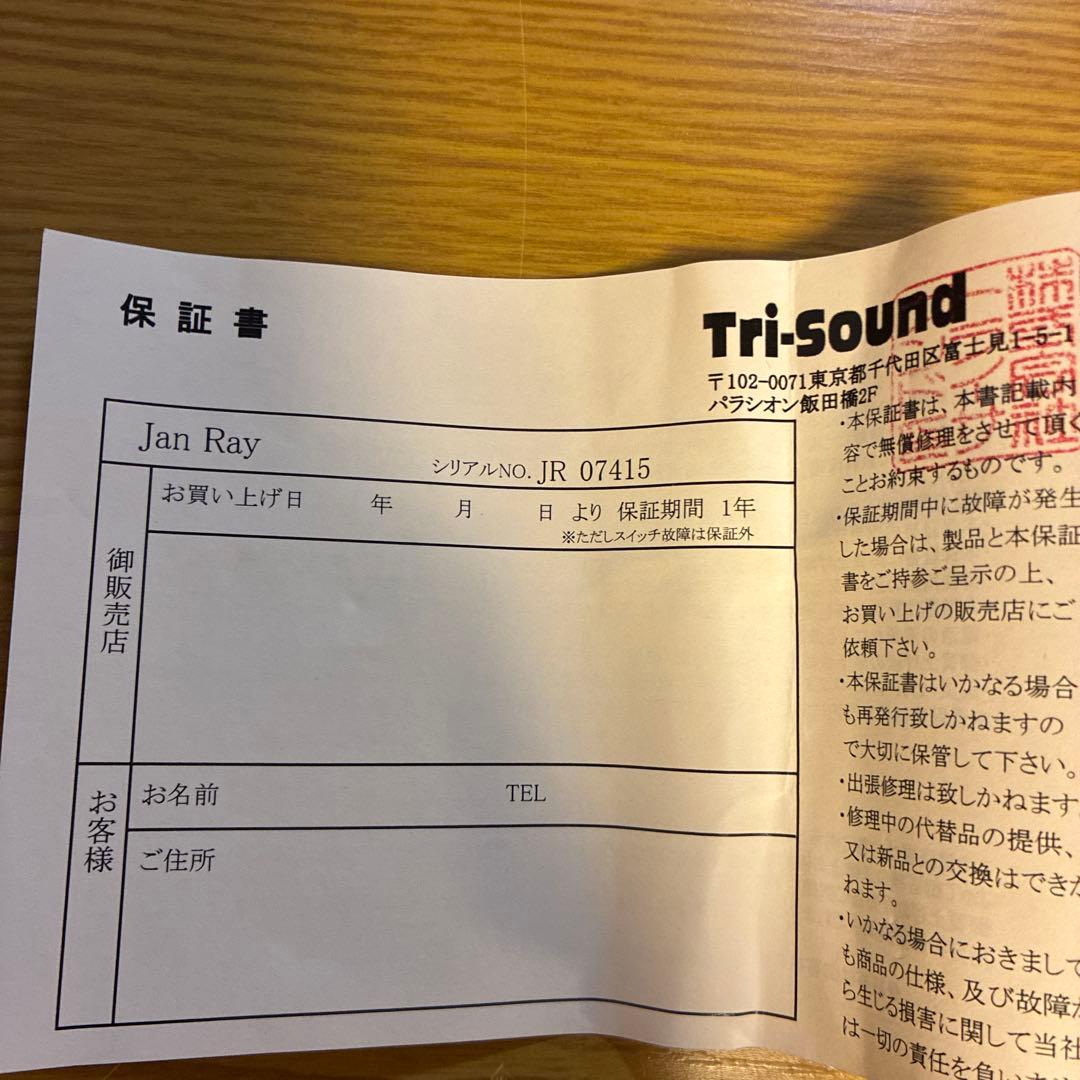 保証書
Tri-Sound
〒102-0071東京都千代田区富士見1-5-1
パラシオン飯田橋2F
Jan Ray
シリアルNO. JR 07415
お買い上げ日 年 月 日 より 保証期間 1年
※ただしスイッチ故障は保証外
御販売店
お客様
お名前 TEL
ご住所
・本保証書は、本書記載内
容で無償修理をさせて頂く
ことお約束するものです。
・保証期間中に故障が発生
した場合は、製品と本保証
書をご持参ご呈示の上、
お買い上げの販売店にご
依頼下さい。
・本保証書はいかなる場合
も再発行致しかねますの
で大切に保管して下さい。
・出張修理は致しかねます
・修理中の代替品の提供、
又は新品との交換はできか
ねます。
・いかなる場合におきまして
も商品の仕様、及び故障か
ら生じる損害に関して当社
は一切の責任を負い